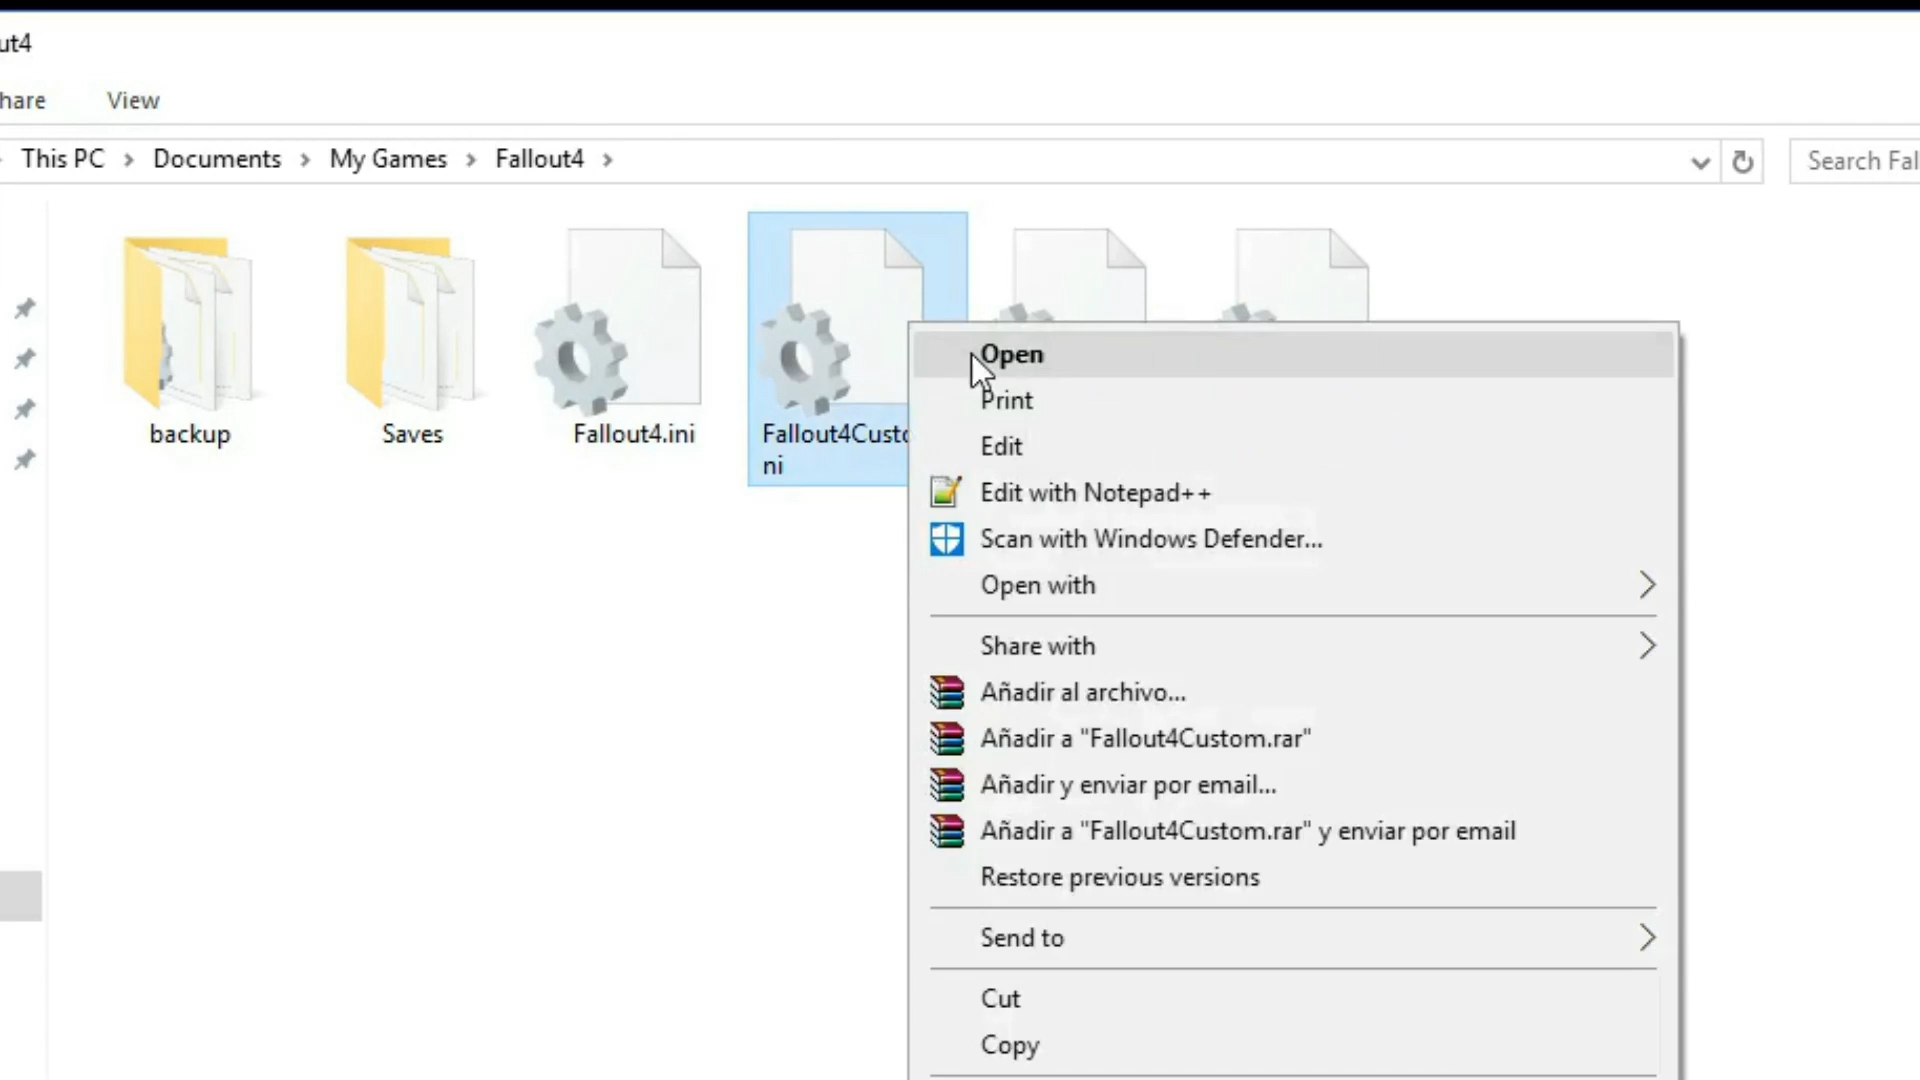 ut4
hare
View
This PC
Documents
My Games
Fallout4
Search Fal
backup
Saves
Fallout4.ini
Fallout4Custo
ni
Open
Print
Edit
Edit with Notepad++
Scan with Windows Defender...
Open with
Share with
Añadir al archivo...
Añadir a "Fallout4Custom.rar"
Añadir y enviar por email...
Añadir a "Fallout4Custom.rar" y enviar por email
Restore previous versions
Send to
Cut
Copy